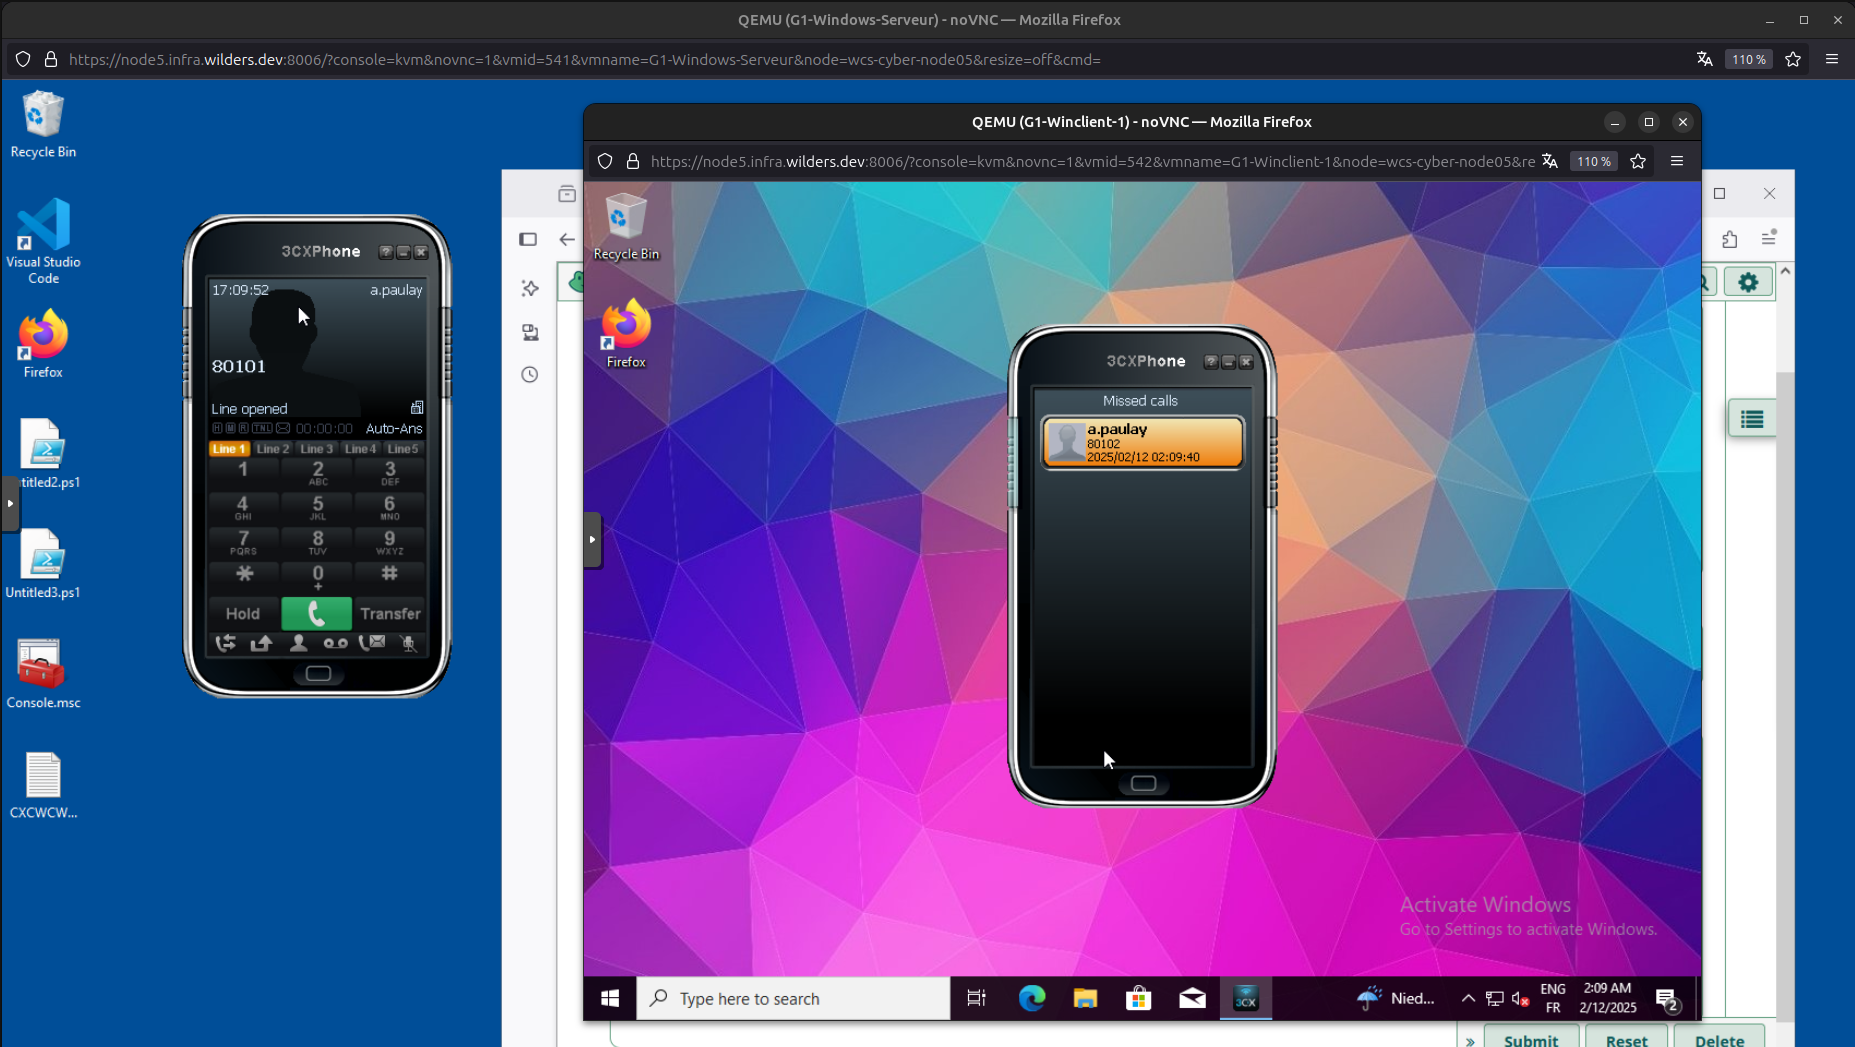 QEMU (G1-Windows-Serveur) - noVNC — Mozilla Firefox
https://node5.infra.wilders.dev:8006/?console=kvm&novnc=1&vmid=541&vmname=G1-Windows-Serveur&node=wcs-cyber-node05&resize=off&cmd=
110 %
Recycle Bin
Visual Studio
Code
Firefox
ntitled2.ps1
Untitled3.ps1
Console.msc
CXCWCW...
3CXPhone
17:09:52
a.paulay
80101
Line opened
H M R TNL 00:00:00 Auto-Ans
Line 1 Line 2 Line 3 Line 4 Line5
1 2 3
ABC DEF
4 5 6
GHI JKL MNO
7 8 9
PQRS TUV WXYZ
* 0 #
+
Hold Transfer
QEMU (G1-Winclient-1) - noVNC — Mozilla Firefox
https://node5.infra.wilders.dev:8006/?console=kvm&novnc=1&vmid=542&vmname=G1-Winclient-1&node=wcs-cyber-node05&re
110 %
Recycle Bin
Firefox
3CXPhone
Missed calls
a.paulay
80102
2025/02/12 02:09:40
Activate Windows
Go to Settings to activate Windows.
Type here to search
3CX
Nied...
ENG
FR
2:09 AM
2/12/2025
2
» Submit Reset Delete